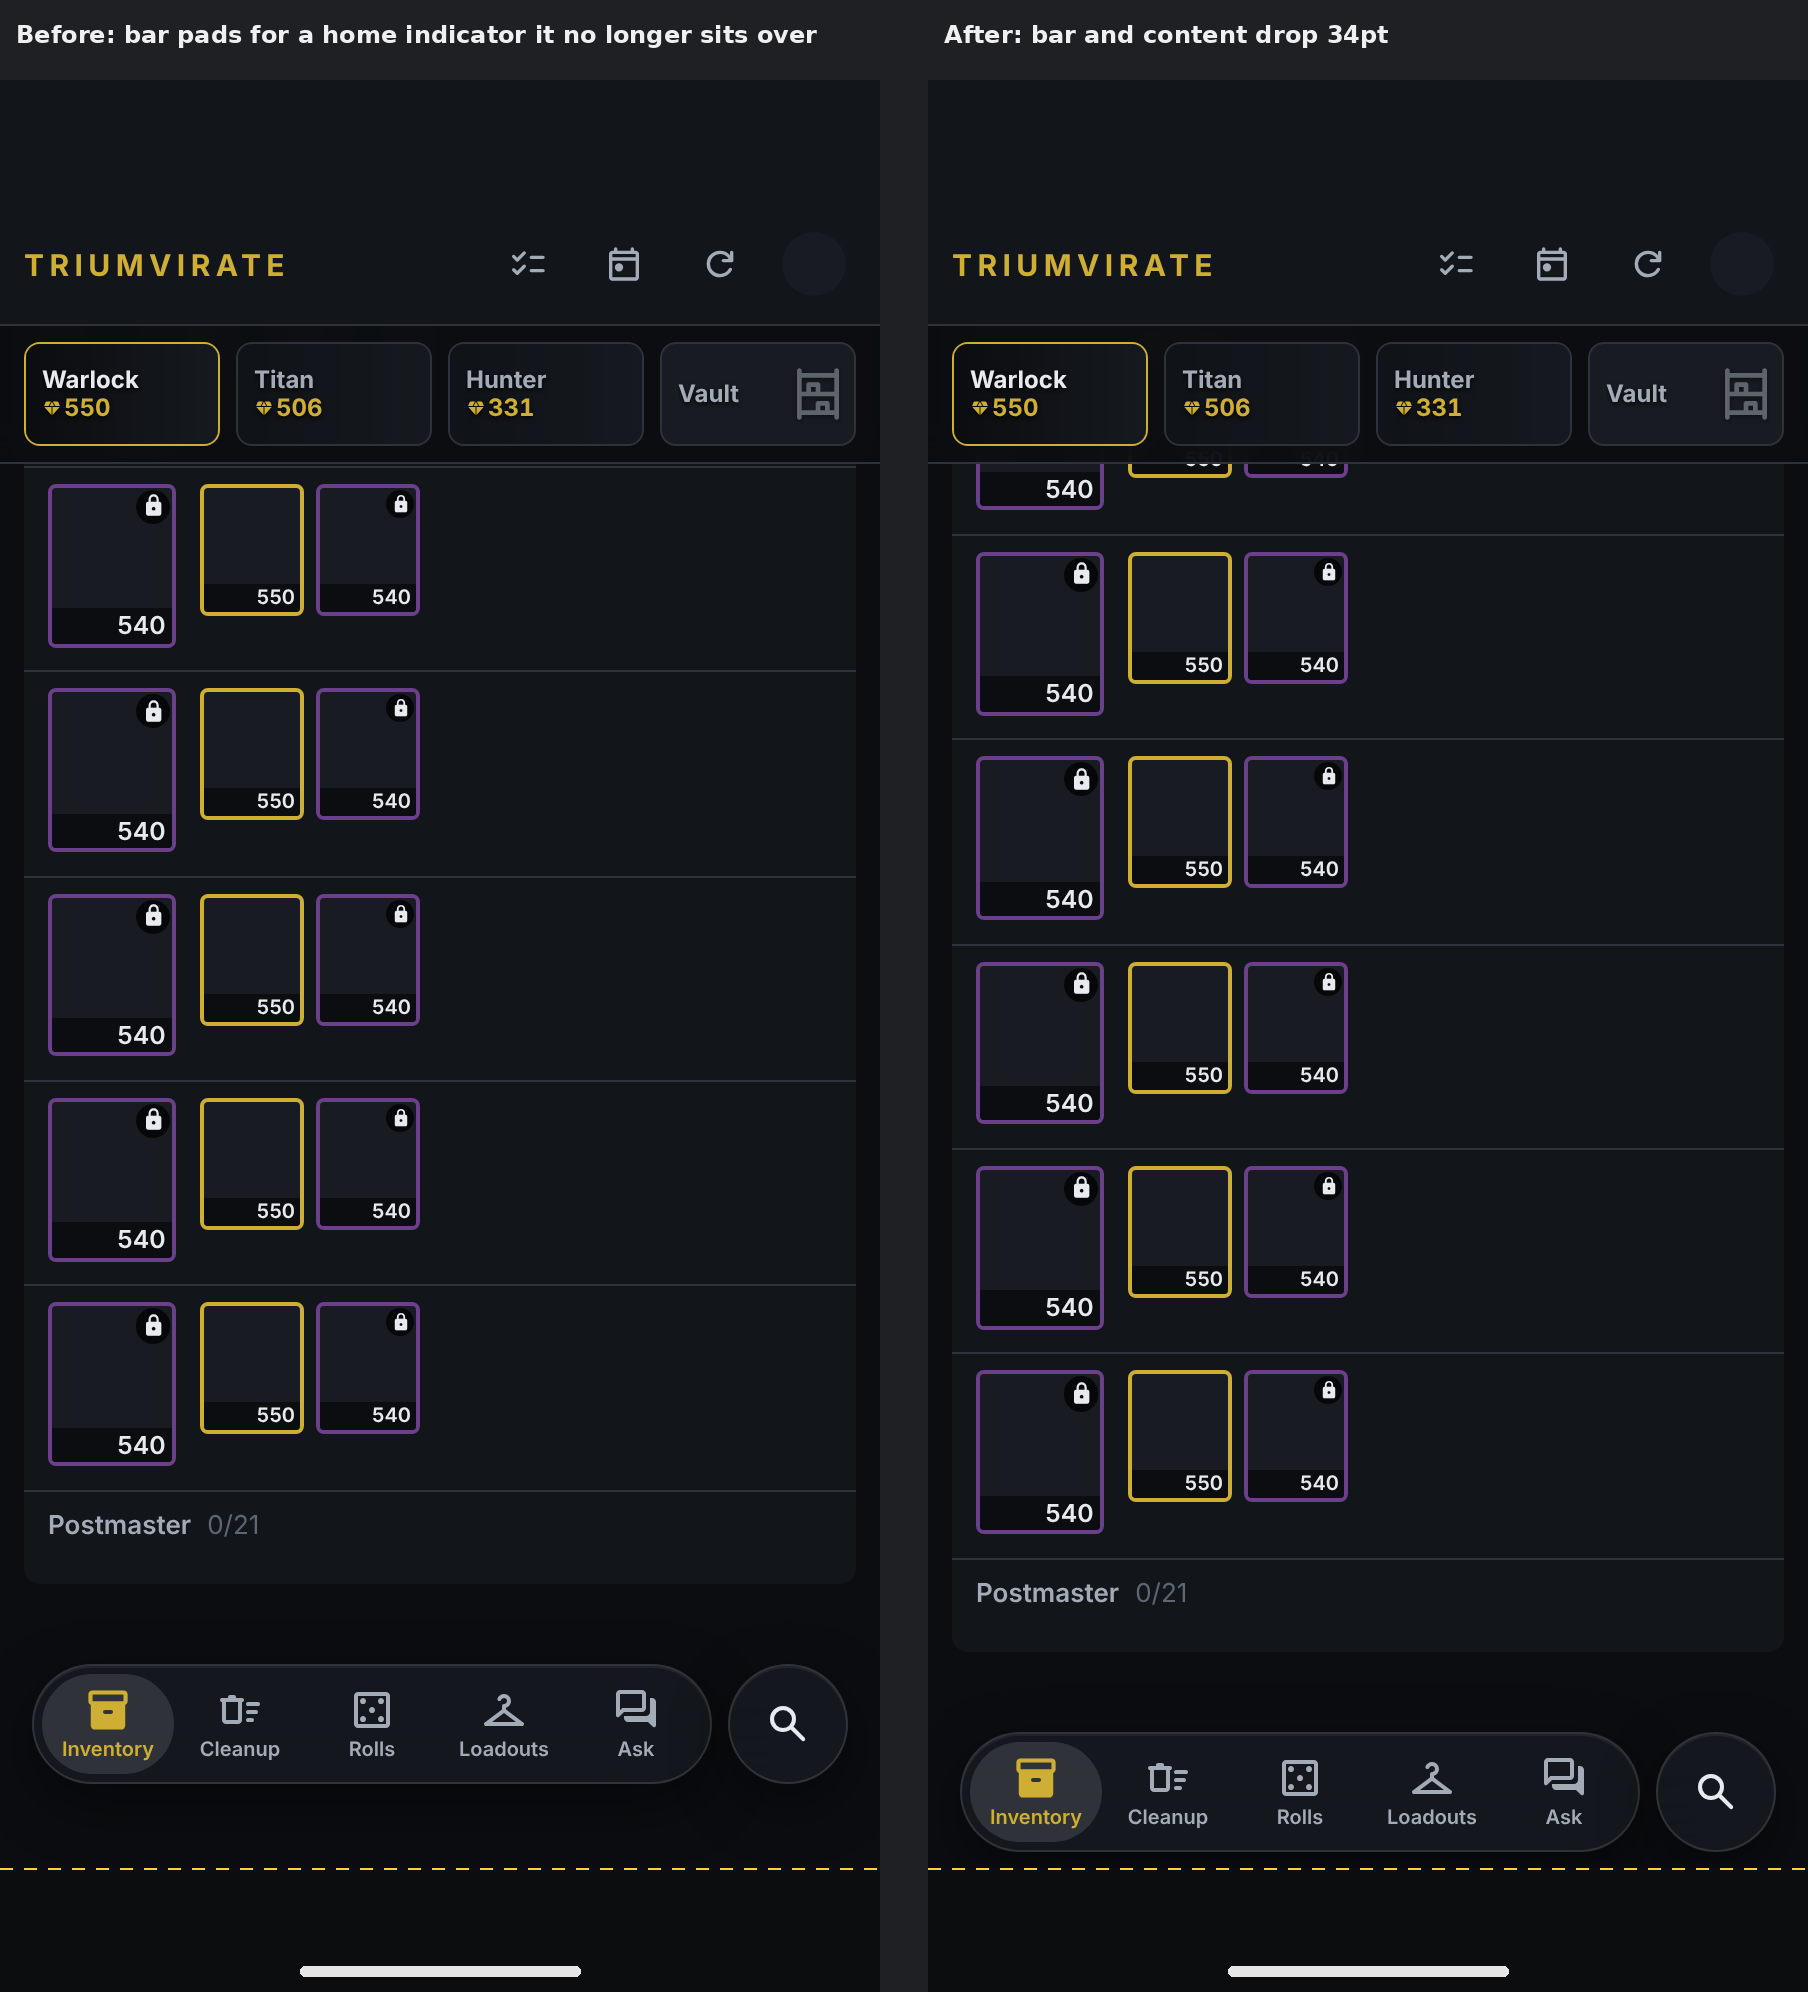 Before: bar pads for a home indicator it no longer sits over
TRIUMVIRATE
Warlock
550
Titan
506
Hunter
331
Vault
540
550
540
540
550
540
540
550
540
540
550
540
540
550
540
Postmaster 0/21
Inventory
Cleanup
Rolls
Loadouts
Ask
After: bar and content drop 34pt
TRIUMVIRATE
Warlock
550
Titan
506
Hunter
331
Vault
540
550
540
540
550
540
540
550
540
540
550
540
540
550
540
540
550
540
Postmaster 0/21
Inventory
Cleanup
Rolls
Loadouts
Ask